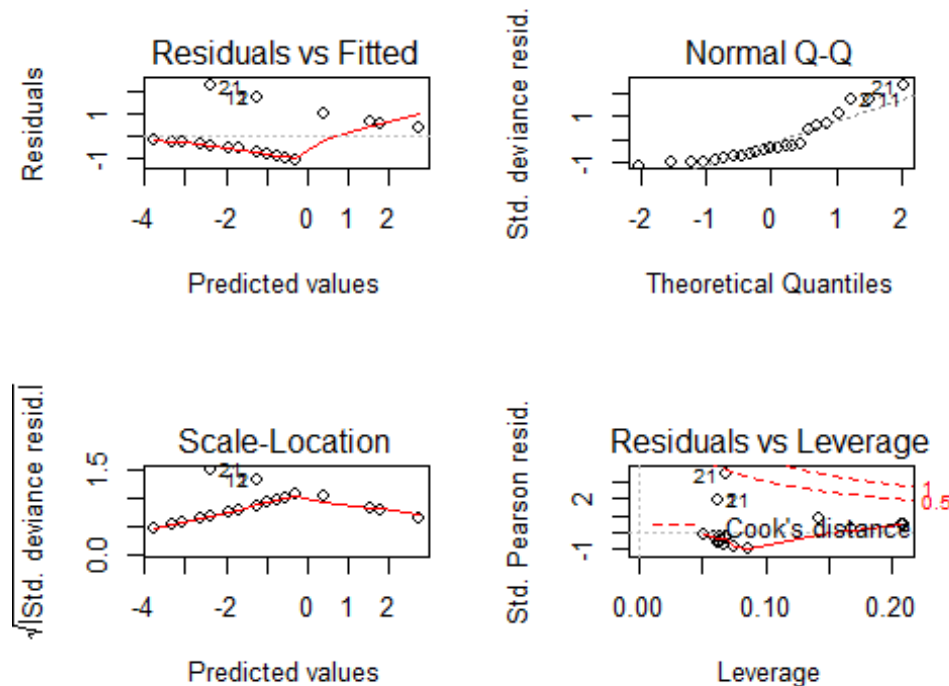 Residuals vs Fitted
Residuals
1
-1
21
-4
-2
0
1
2
Predicted values
Normal Q-Q
Std. deviance resid.
1
-1
21
-2
-1
0
1
2
Theoretical Quantiles
Scale-Location
√|Std. deviance resid.|
1.5
0.0
21
-4
-2
0
1
2
Predicted values
Residuals vs Leverage
Std. Pearson resid.
2
-1
21
21
1
0.5
Cook's distance
0.00
0.10
0.20
Leverage